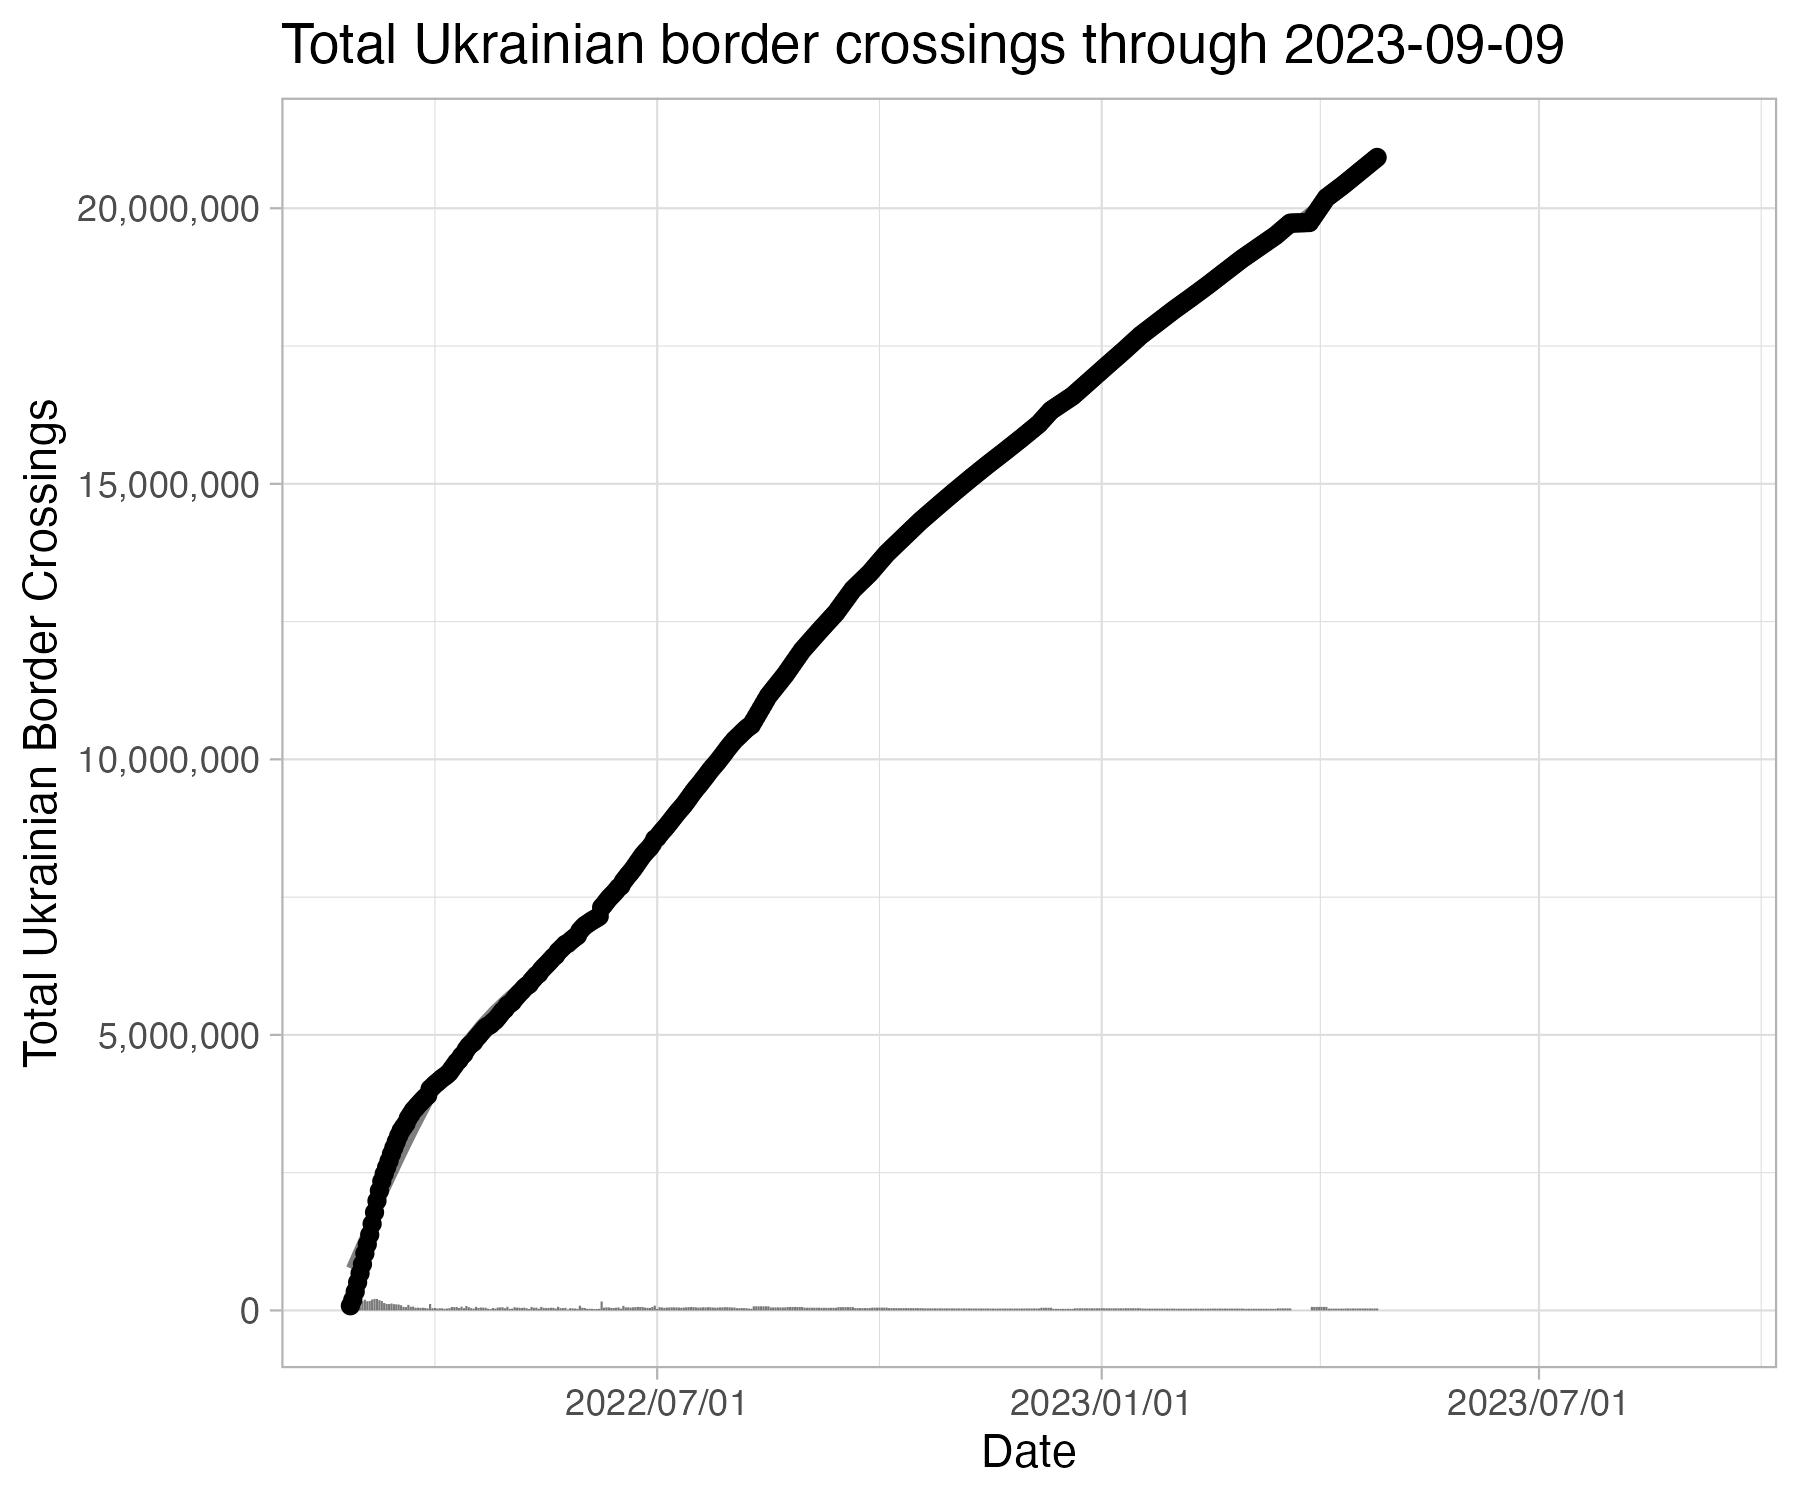 Total Ukrainian border crossings through 2023-09-09
Total Ukrainian Border Crossings
20,000,000
15,000,000
10,000,000
5,000,000
0
2022/07/01
2023/01/01
2023/07/01
Date